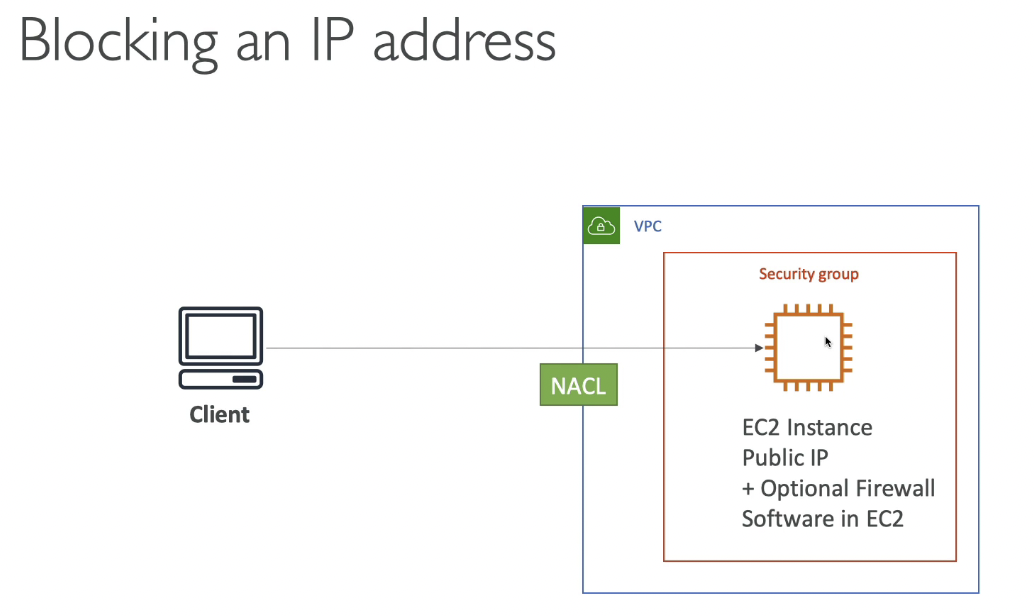 Blocking an IP address
VPC
Security group
NACL
Client
EC2 Instance
Public IP
+ Optional Firewall
Software in EC2